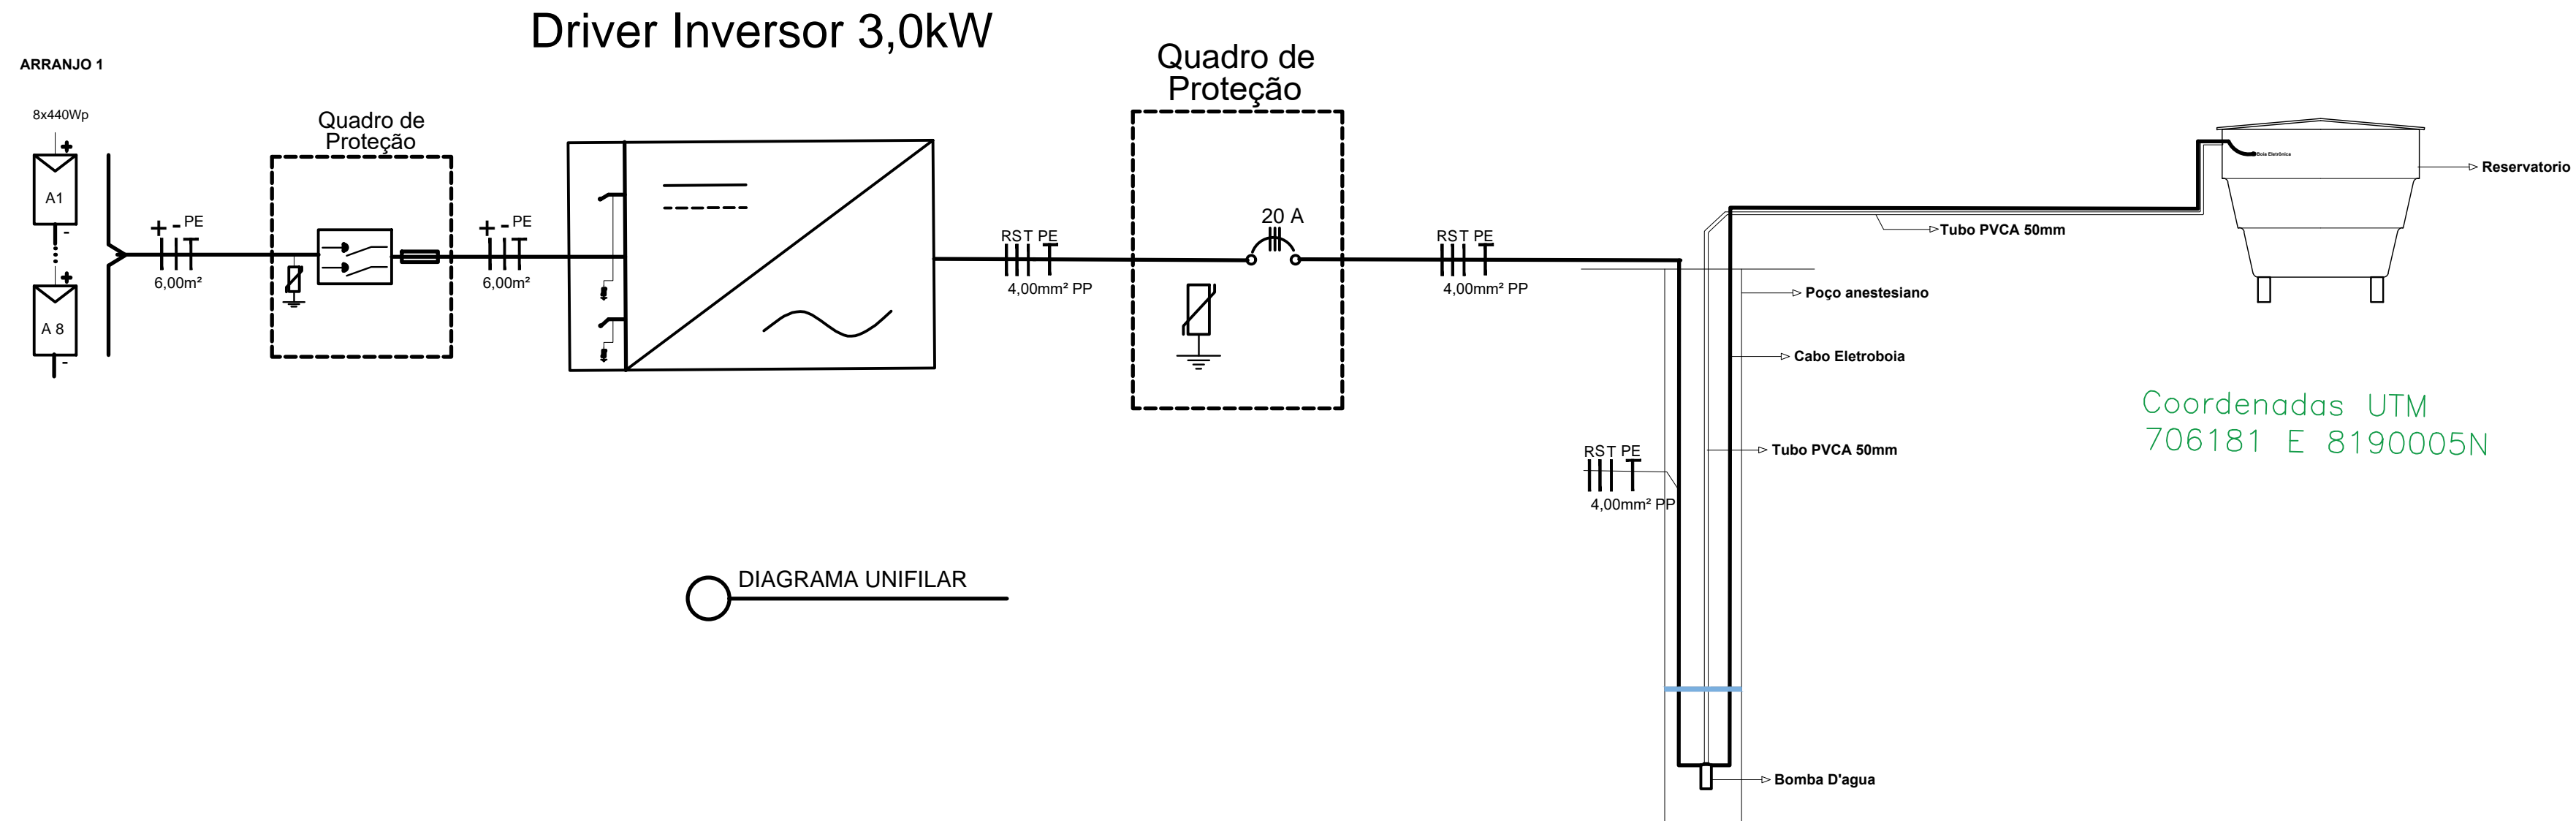 Driver Inversor 3,0kW
ARRANJO 1
8x440Wp
+
A1
-
+
A 8
-
+ - PE
6,00m²
Quadro de
Proteção
+ - PE
6,00m²
RST PE
4,00mm² PP
Quadro de
Proteção
20 A
RST PE
4,00mm² PP
RST PE
4,00mm² PP
Boia Eletrônica
Reservatorio
Tubo PVCA 50mm
Poço anestesiano
Cabo Eletroboia
Tubo PVCA 50mm
Bomba D'agua
Coordenadas UTM
706181 E 8190005N
DIAGRAMA UNIFILAR